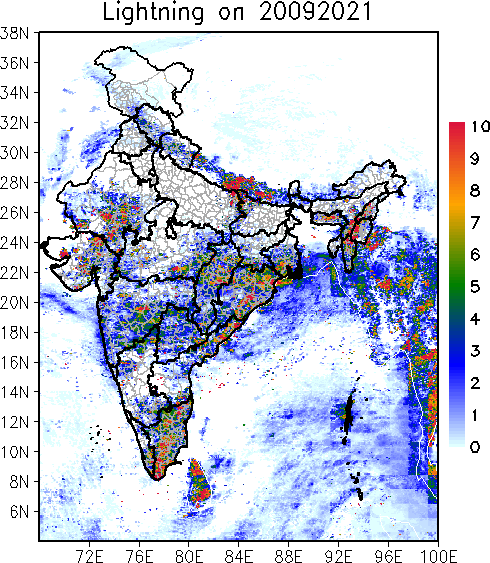 Lightning on 20092021
38N
36N
34N
32N
30N
28N
26N
24N
22N
20N
18N
16N
14N
12N
10N
8N
6N
72E 76E 80E 84E 88E 92E 96E 100E
10
9
8
7
6
5
4
3
2
1
0